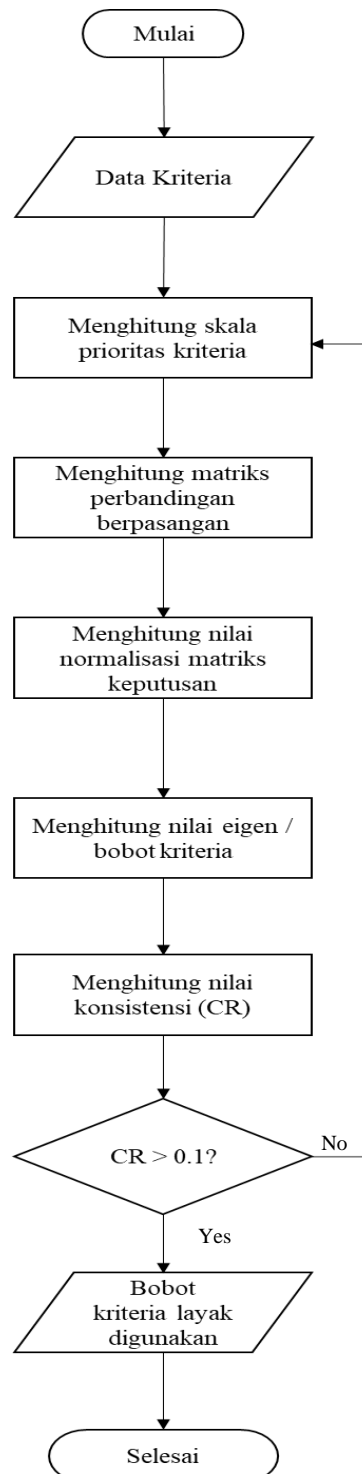 Mulai
Data Kriteria
Menghitung skala
prioritas kriteria
Menghitung matriks
perbandingan
berpasangan
Menghitung nilai
normalisasi matriks
keputusan
Menghitung nilai eigen /
bobot kriteria
Menghitung nilai
konsistensi (CR)
CR > 0.1?
No
Yes
Bobot
kriteria layak
digunakan
Selesai